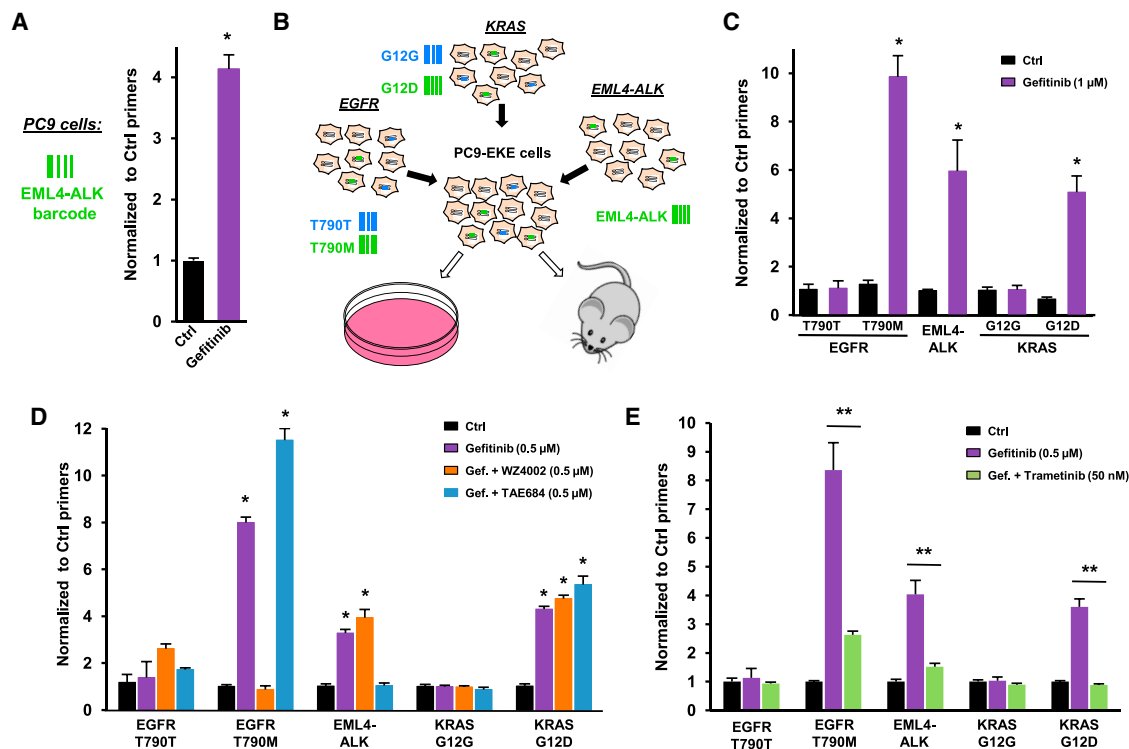 A
PC9 cells:
EML4-ALK
barcode
Normalized to Ctrl primers
4
3
2
1
0
*
Ctrl
Gefitinib
B
KRAS
G12G
G12D
EGFR
EML4-ALK
PC9-EKE cells
T790T
T790M
EML4-ALK
C
Normalized to Ctrl primers
10
8
6
4
2
0
Ctrl
Gefitinib (1 µM)
*
*
*
T790T
T790M
EML4-
ALK
G12G
G12D
EGFR
KRAS
D
Normalized to Ctrl primers
12
10
8
6
4
2
0
Ctrl
Gefitinib (0.5 µM)
Gef. + WZ4002 (0.5 µM)
Gef. + TAE684 (0.5 µM)
*
*
* *
* * *
EGFR
T790T
EGFR
T790M
EML4-
ALK
KRAS
G12G
KRAS
G12D
E
Normalized to Ctrl primers
10
9
8
7
6
5
4
3
2
1
0
Ctrl
Gefitinib (0.5 µM)
Gef. + Trametinib (50 nM)
**
**
**
EGFR
T790T
EGFR
T790M
EML4-
ALK
KRAS
G12G
KRAS
G12D